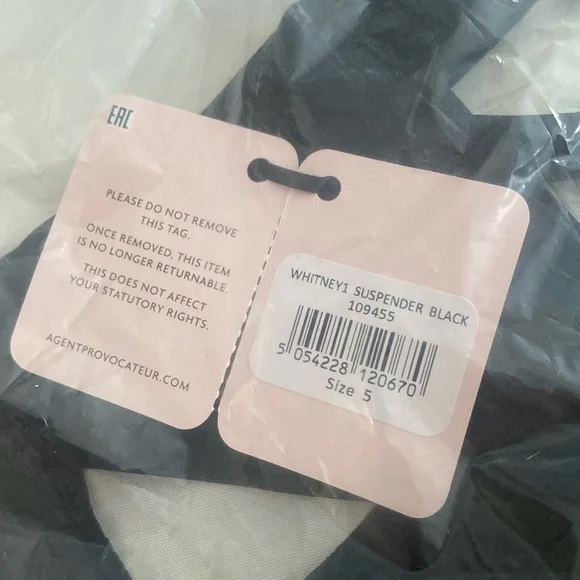 EAC
PLEASE DO NOT REMOVE
THIS TAG.
ONCE REMOVED, THIS ITEM
IS NO LONGER RETURNABLE.
THIS DOES NOT AFFECT
YOUR STATUTORY RIGHTS.
AGENTPROVOCATEUR.COM
WHITNEY1 SUSPENDER BLACK
109455
5 054228 120670
Size 5